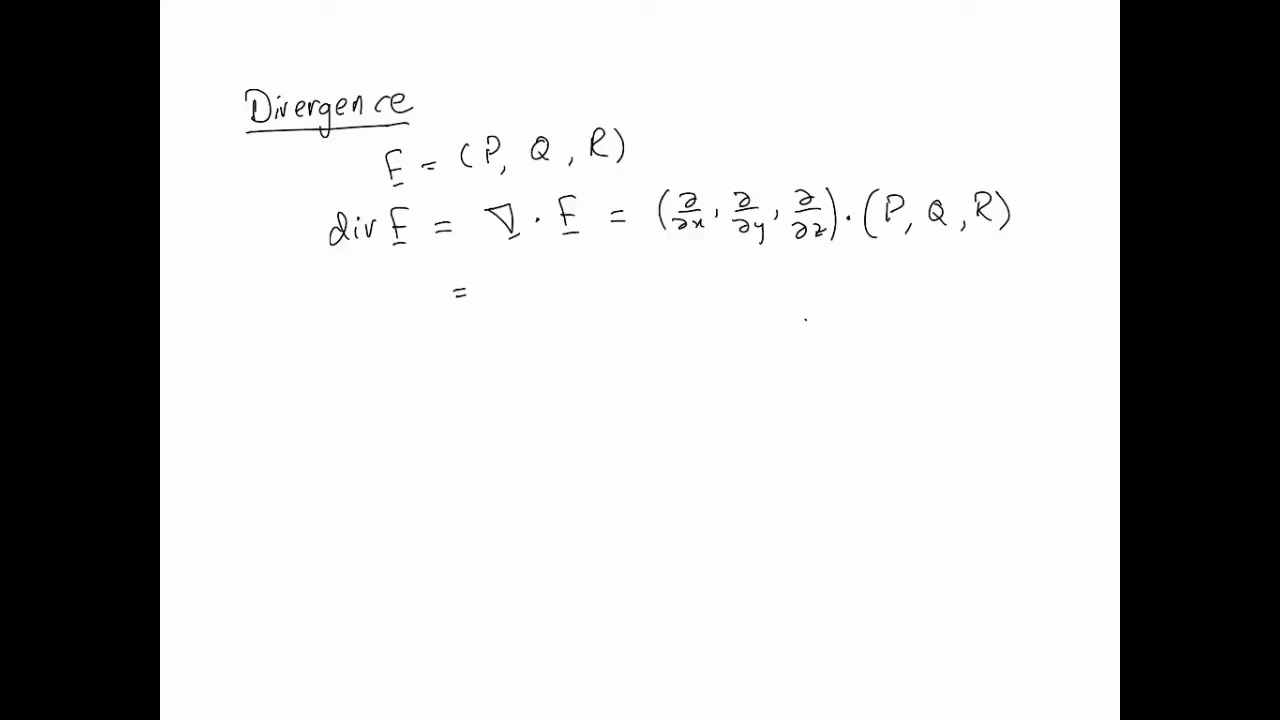 Divergence
F = (P, Q, R)
div F = ∇ · F = (∂/∂x, ∂/∂y, ∂/∂z) · (P, Q, R)
=